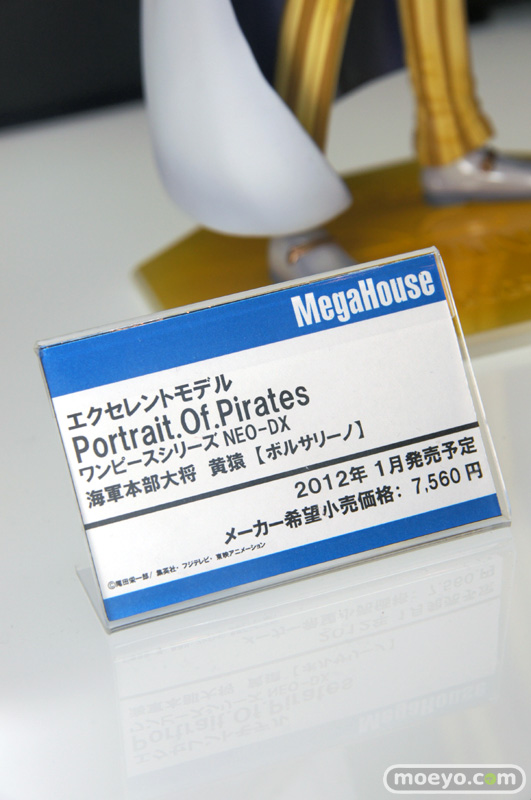 MegaHouse
エクセレントモデル
Portrait.Of.Pirates
ワンピースシリーズ NEO-DX
海軍本部大将 黄猿【ボルサリーノ】
2012年 1月発売予定
メーカー希望小売価格: 7,560 円
©尾田栄一郎/ 集英社・フジテレビ・東映アニメーション
moeyo.com